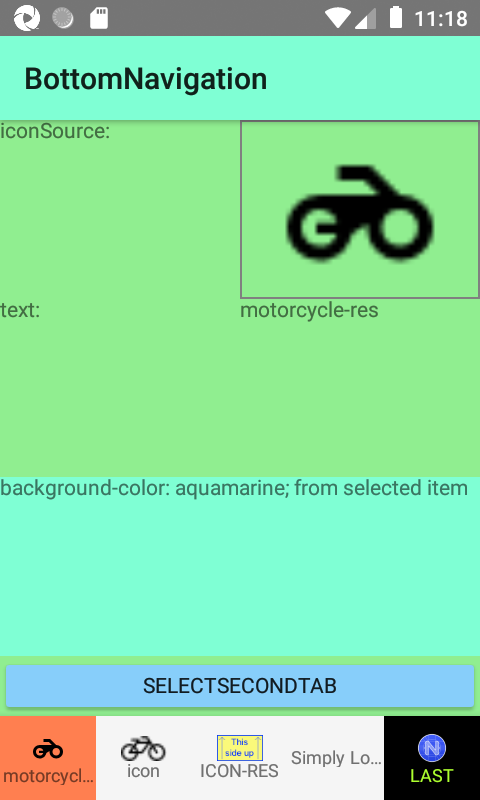 11:18
BottomNavigation
iconSource:
text:
motorcycle-res
background-color: aquamarine; from selected item
SELECTSECONDTAB
motorcycl...
icon
This
side up
ICON-RES
Simply Lo...
N
LAST